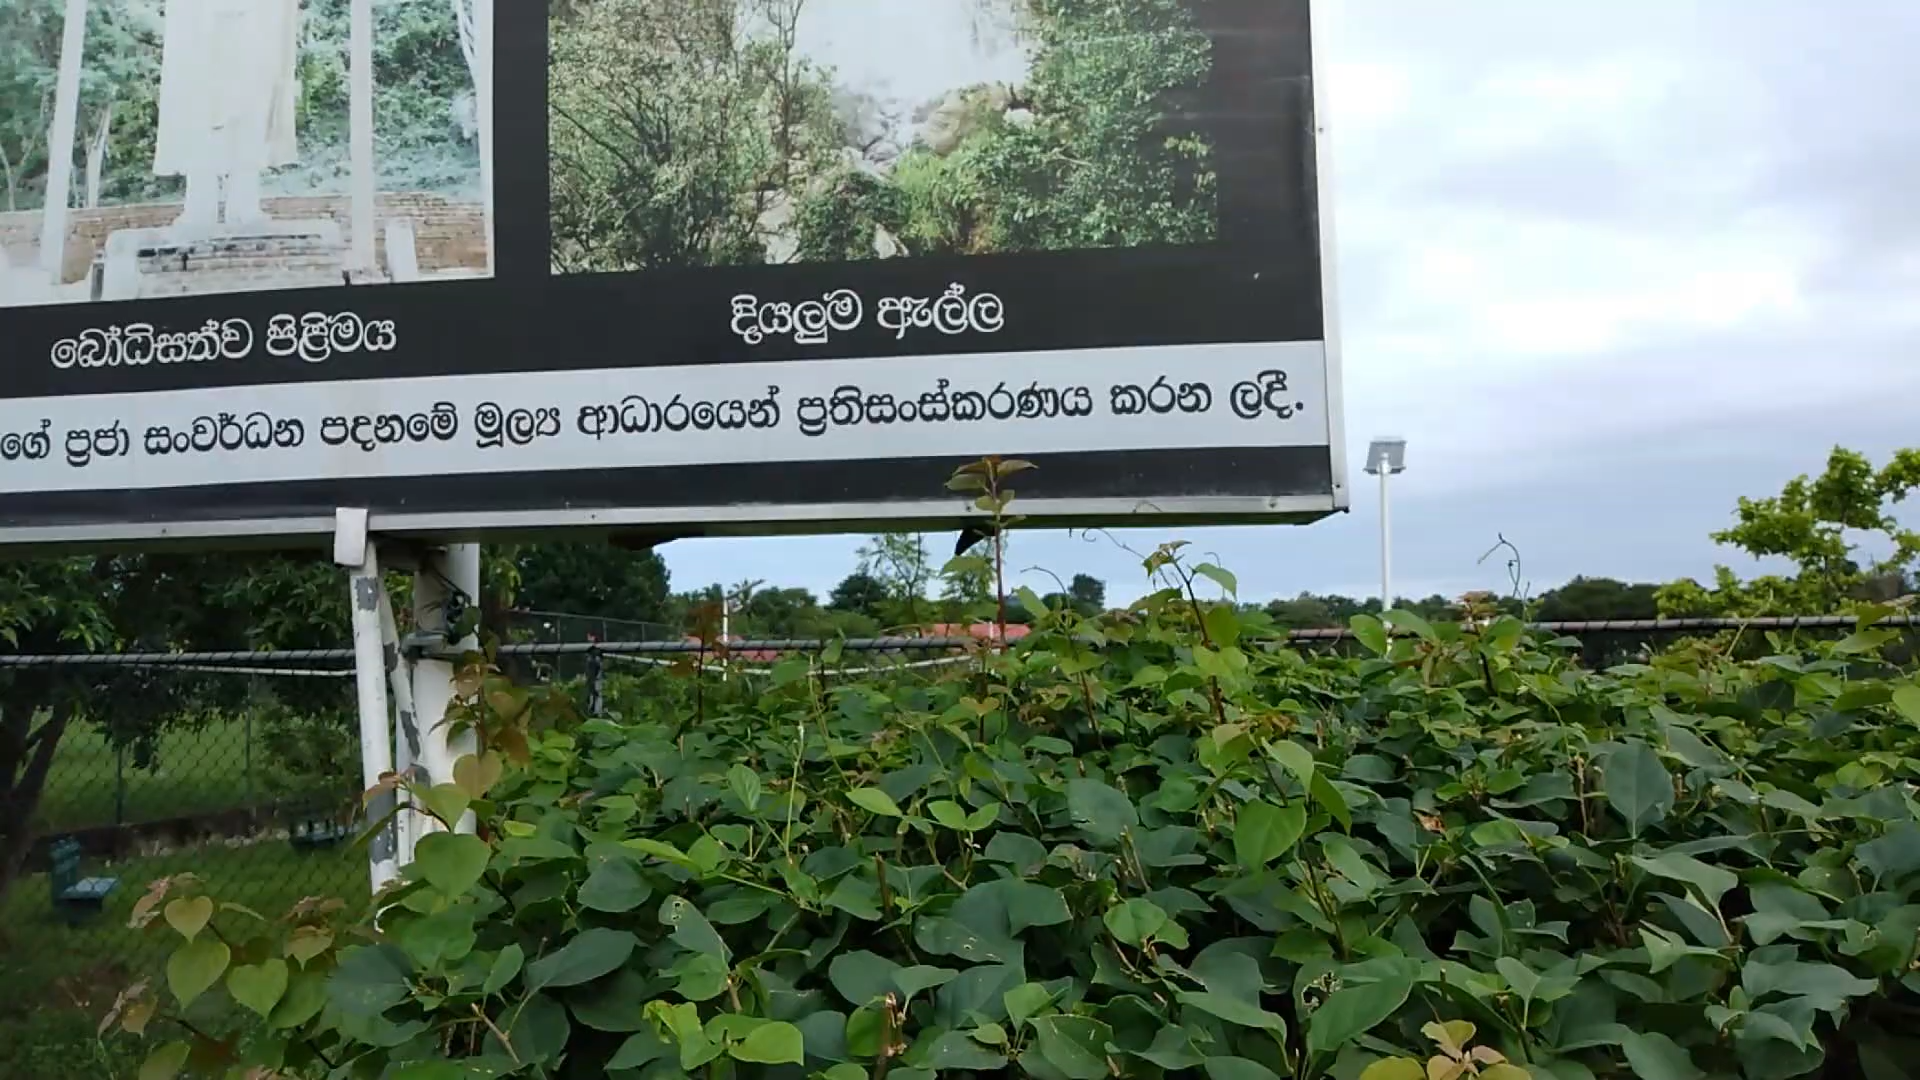 බෝධිසත්ව පිළිමය
දියලුම ඇල්ල
ගේ ප්‍රජා සංවර්ධන පදනමේ මූල්‍ය ආධාරයෙන් ප්‍රතිසංස්කරණය කරන ලදී.